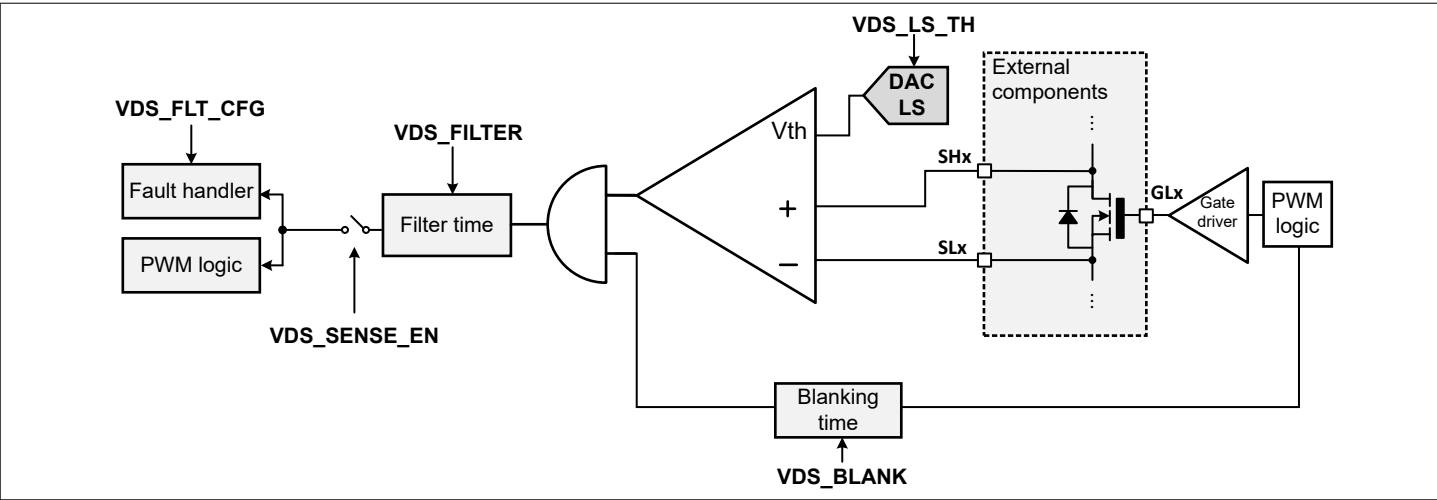 VDS_LS_TH
DAC
LS
External
components
VDS_FLT_CFG
VDS_FILTER
Vth
Fault handler
Filter time
PWM logic
SHx
+
GLx
Gate
driver
PWM
logic
SLx
−
VDS_SENSE_EN
Blanking
time
VDS_BLANK